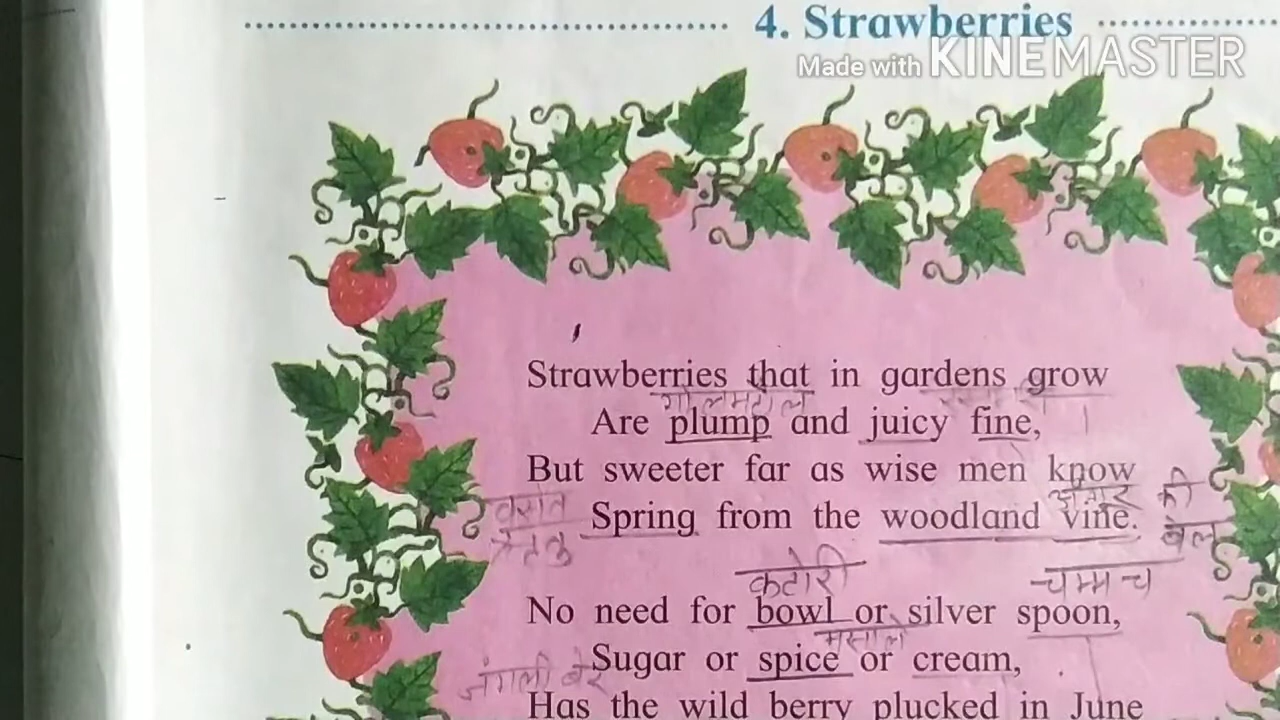 4. Strawberries
Made with KINEMASTER
Strawberries that in gardens grow
गोलमटोल
Are plump and juicy fine,
But sweeter far as wise men know
वसंत
अंगूर की
Spring from the woodland vine.
बेल
कटोरी
चम्मच
No need for bowl or silver spoon,
मसाले
Sugar or spice or cream,
जंगली बेर
Has the wild berry plucked in June